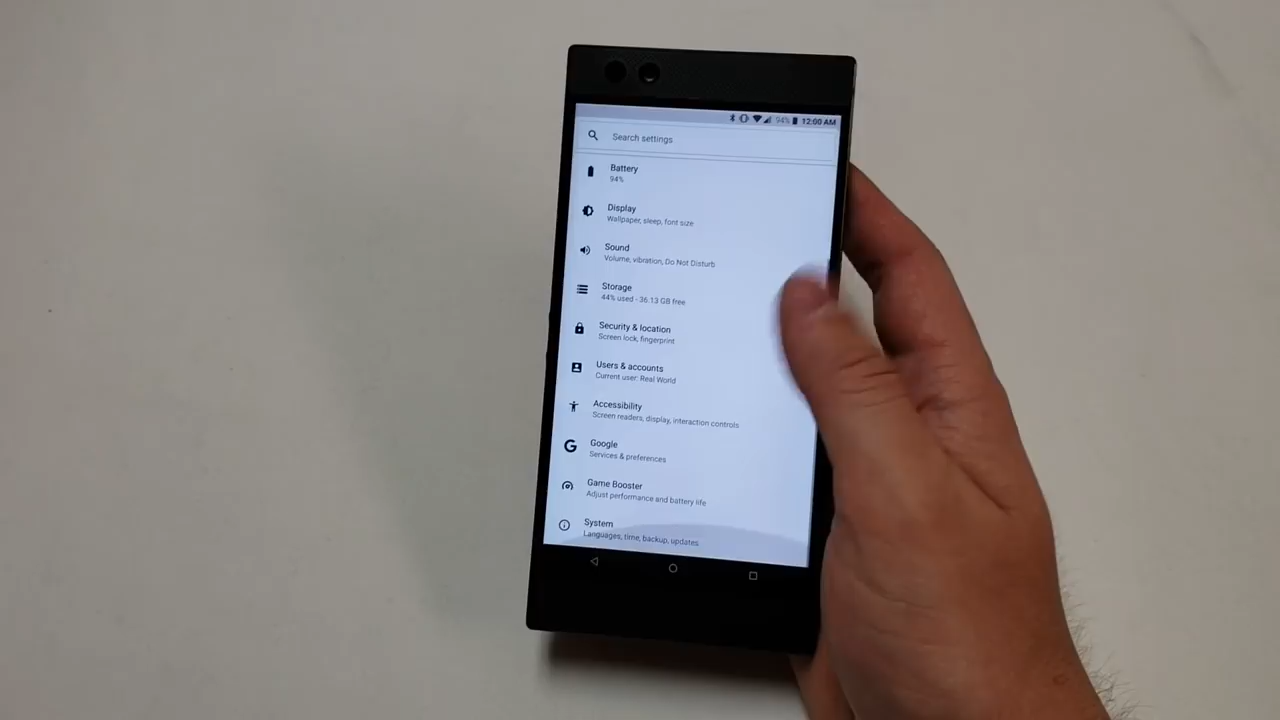 94% 12:00 AM
Search settings
Battery
94%
Display
Wallpaper, sleep, font size
Sound
Volume, vibration, Do Not Disturb
Storage
44% used - 36.13 GB free
Security & location
Screen lock, fingerprint
Users & accounts
Current user: Real World
Accessibility
Screen readers, display, interaction controls
Google
Services & preferences
Game Booster
Adjust performance and battery life
System
Languages, time, backup, updates